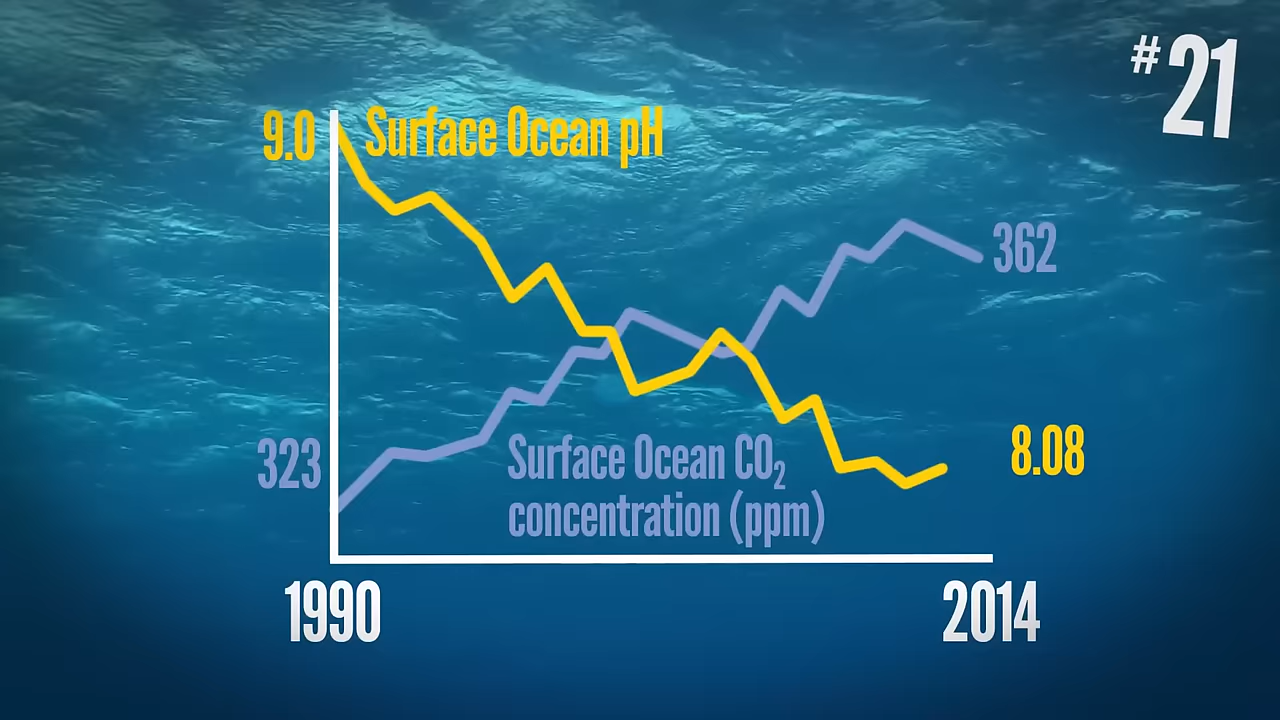 #21
9.0
Surface Ocean pH
362
323
8.08
Surface Ocean CO₂
concentration (ppm)
1990
2014